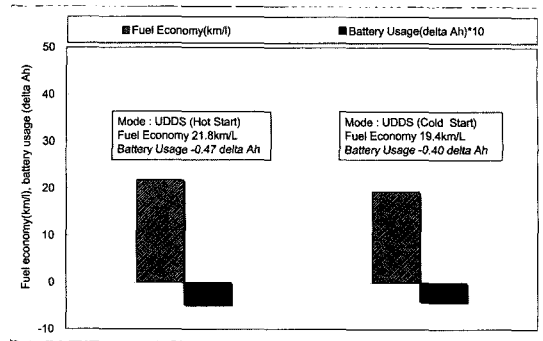 Fuel Economy(km/l) Battery Usage(delta Ah)*10
Fuel economy(km/l), battery usage (delta Ah)
50
40
30
20
10
0
-10
Mode : UDDS (Hot Start)
Fuel Economy 21.8km/L
Battery Usage -0.47 delta Ah
Mode : UDDS (Cold Start)
Fuel Economy 19.4km/L
Battery Usage -0.40 delta Ah